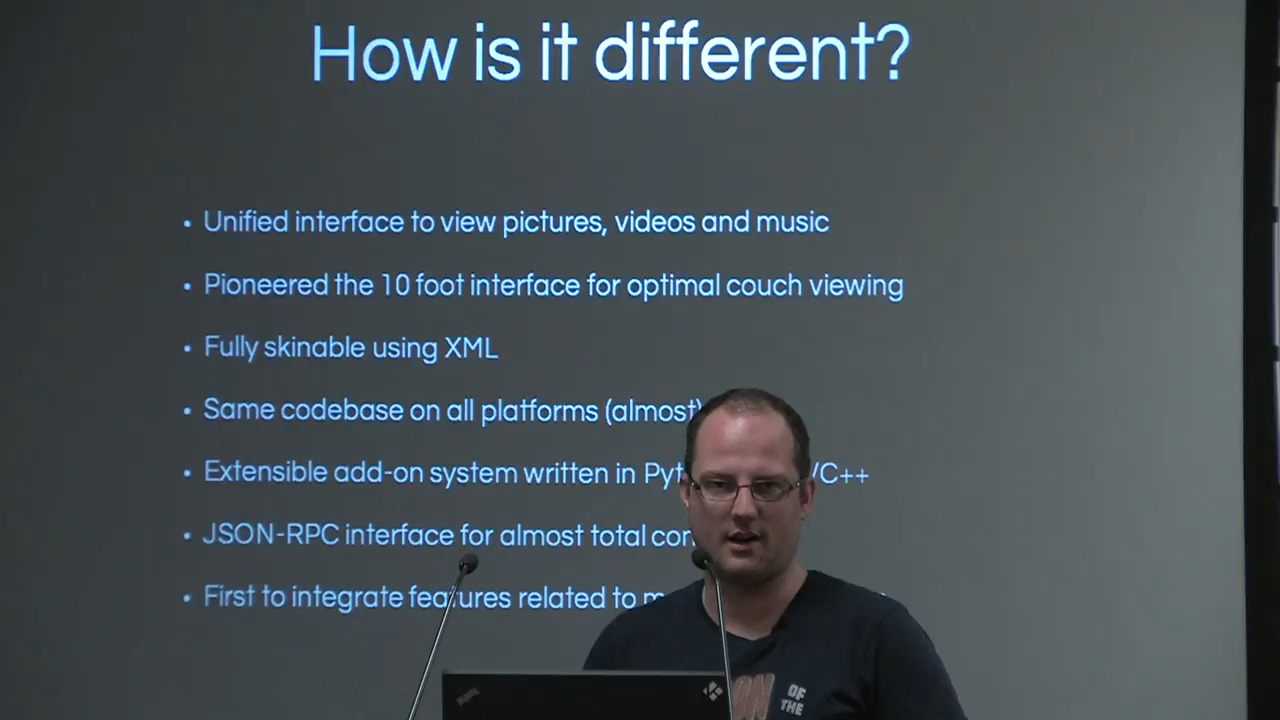 How is it different?
• Unified interface to view pictures, videos and music
• Pioneered the 10 foot interface for optimal couch viewing
• Fully skinable using XML
• Same codebase on all platforms (almost)
• Extensible add-on system written in /C++
• JSON-RPC interface for almost total
• First to integrate features related to
OF
THE